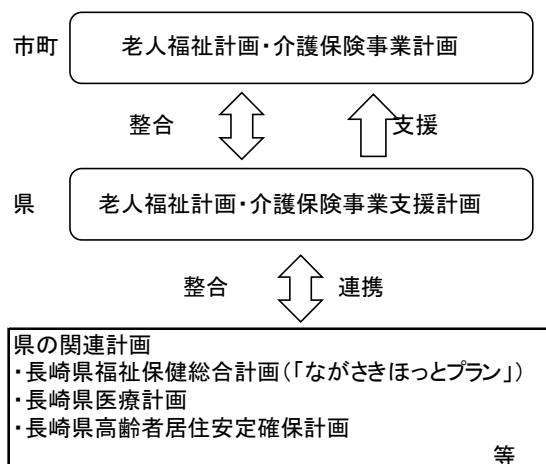 市町
老人福祉計画・介護保険事業計画
整合
支援
県
老人福祉計画・介護保険事業支援計画
整合
連携
県の関連計画
・長崎県福祉保健総合計画(「ながさきほっとプラン」)
・長崎県医療計画
・長崎県高齢者居住安定確保計画
等